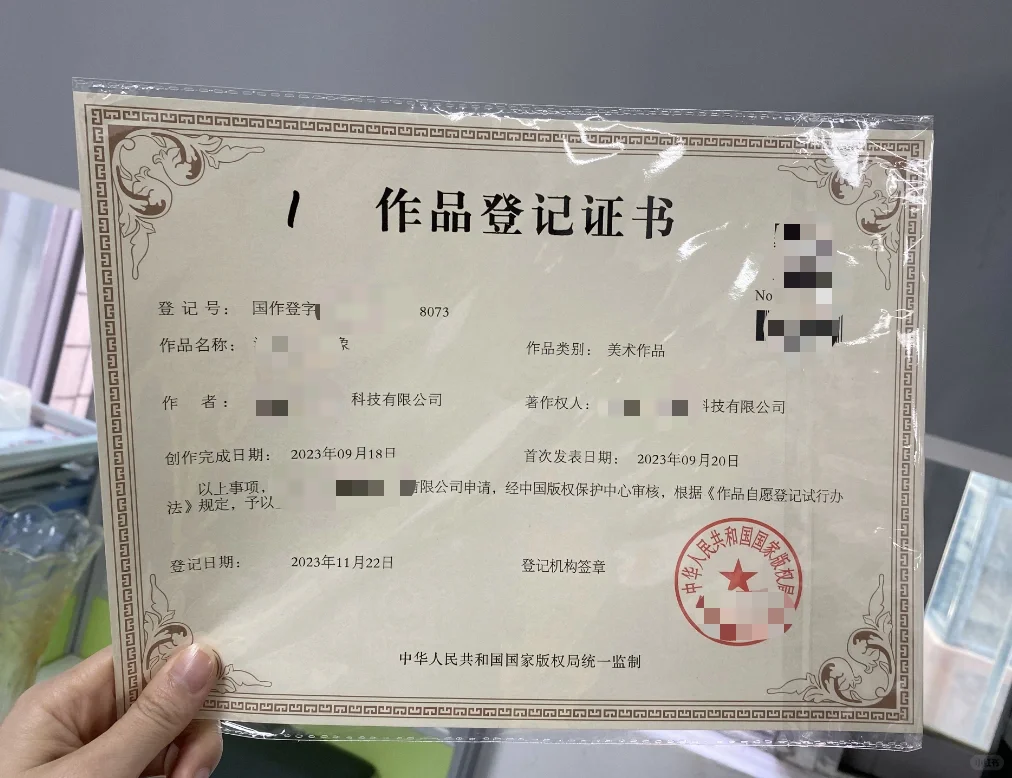 1 作品登记证书
No
登记号： 国作登字 8073
作品名称： 象
作品类别： 美术作品
作者： 科技有限公司
著作权人： 科技有限公司
创作完成日期： 2023年09月18日
首次发表日期： 2023年09月20日
以上事项， 有限公司申请，经中国版权保护中心审核，根据《作品自愿登记试行办
法》规定，予以
登记日期： 2023年11月22日
登记机构签章
中华人民共和国国家版权局
中华人民共和国国家版权局统一监制
小红书